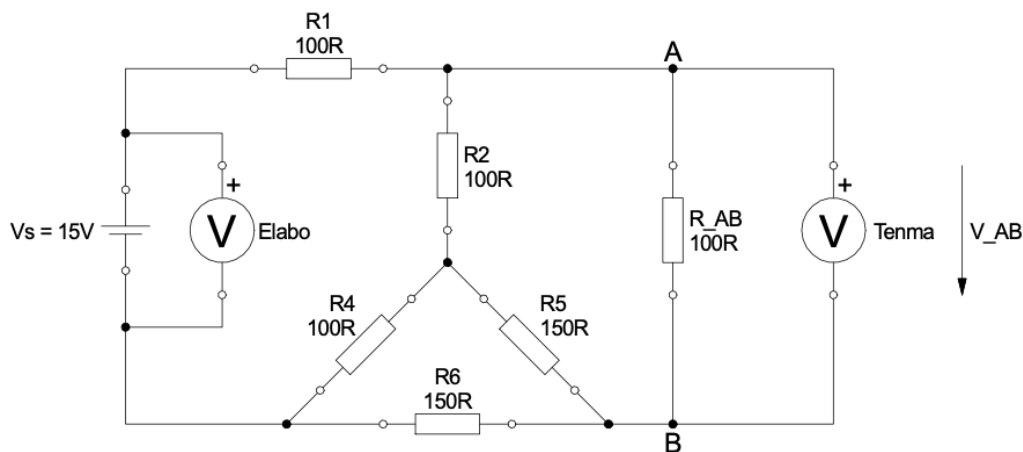 R1
100R
A
R2
100R
+
V
Elabo
Vs = 15V
R_AB
100R
+
V
Tenma
V_AB
R4
100R
R5
150R
R6
150R
B